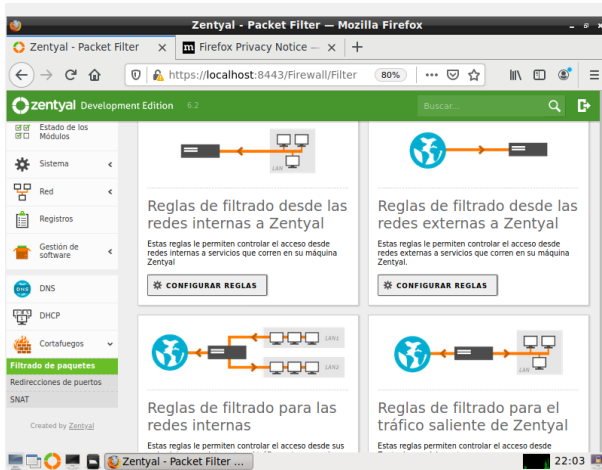 Zentyal - Packet Filter — Mozilla Firefox
Zentyal - Packet Filter
Firefox Privacy Notice —
https://localhost:8443/Firewall/Filter
80%
zentyal Development Edition 6.2
Buscar...
Estado de los
Módulos
Sistema
Red
Registros
Gestión de
software
DNS
DNS
DHCP
Cortafuegos
Filtrado de paquetes
Redirecciones de puertos
SNAT
Created by Zentyal
LAN
Reglas de filtrado desde las
redes internas a Zentyal
Estas reglas le permiten controlar el acceso desde
redes internas a servicios que corren en su máquina
Zentyal
CONFIGURAR REGLAS
Reglas de filtrado desde las
redes externas a Zentyal
Estas reglas le permiten controlar el acceso desde
redes externas a servicios que corren en su máquina
Zentyal.
CONFIGURAR REGLAS
LAN1
LAN2
Reglas de filtrado para las
redes internas
Estas reglas le permiten controlar el acceso desde sus
LAN
Reglas de filtrado para el
tráfico saliente de Zentyal
Estas reglas permiten controlar el acceso desde
Zentyal - Packet Filter ...
22:03